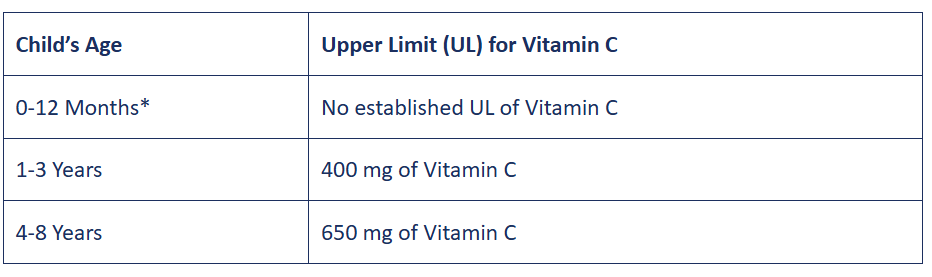 Child’s Age
Upper Limit (UL) for Vitamin C
0-12 Months*
No established UL of Vitamin C
1-3 Years
400 mg of Vitamin C
4-8 Years
650 mg of Vitamin C